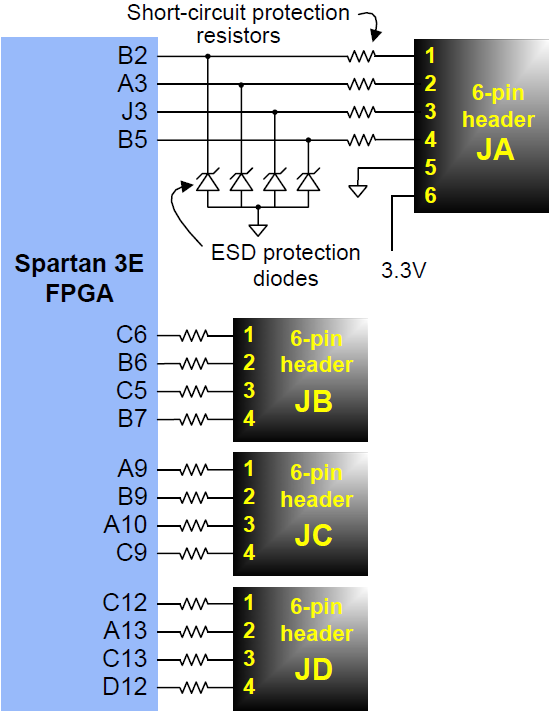 Short-circuit protection
resistors
B2
A3
J3
B5
1
2
3
4
5
6
6-pin
header
JA
ESD protection
diodes
3.3V
Spartan 3E
FPGA
C6
B6
C5
B7
1
2
3
4
6-pin
header
JB
A9
B9
A10
C9
1
2
3
4
6-pin
header
JC
C12
A13
C13
D12
1
2
3
4
6-pin
header
JD